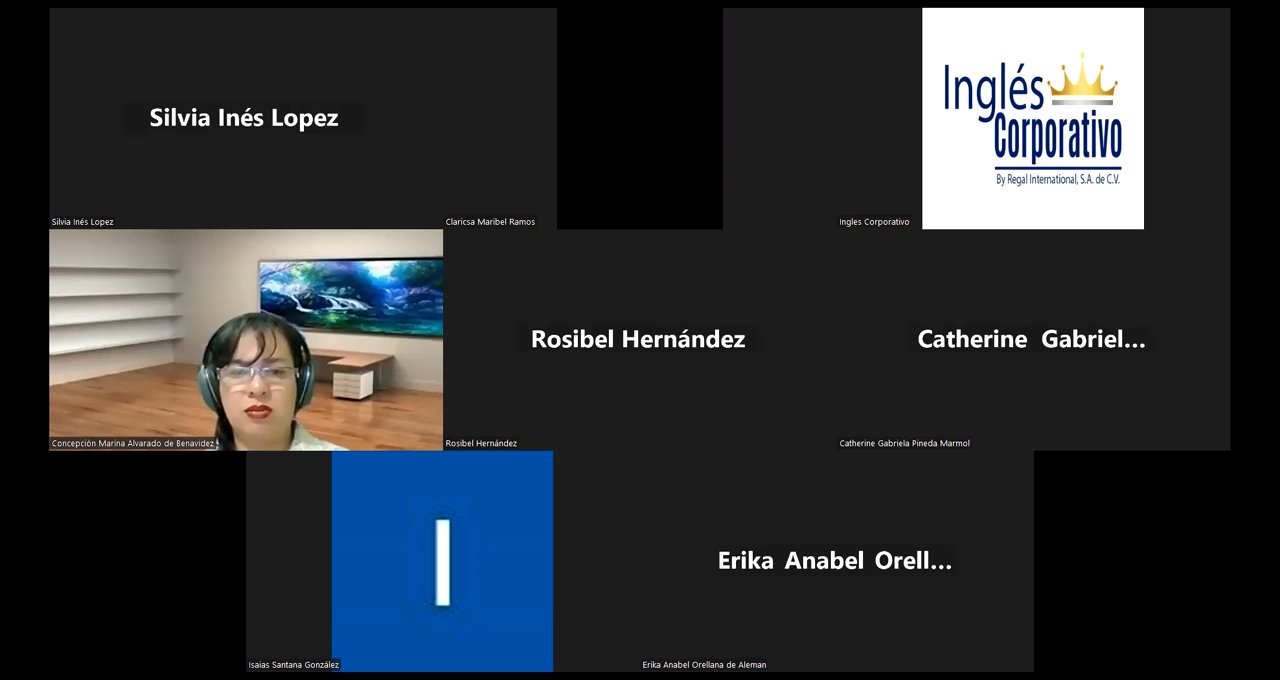 Silvia Inés Lopez
Silvia Inés Lopez
Claricsa Maribel Ramos
Inglés
Corporativo
By Regal International, S.A. de C.V.
Ingles Corporativo
Concepción Marina Alvarado de Benavidez
Rosibel Hernández
Rosibel Hernández
Catherine Gabriel...
Catherine Gabriela Pineda Marmol
I
Isaias Santana González
Erika Anabel Orell...
Erika Anabel Orellana de Aleman